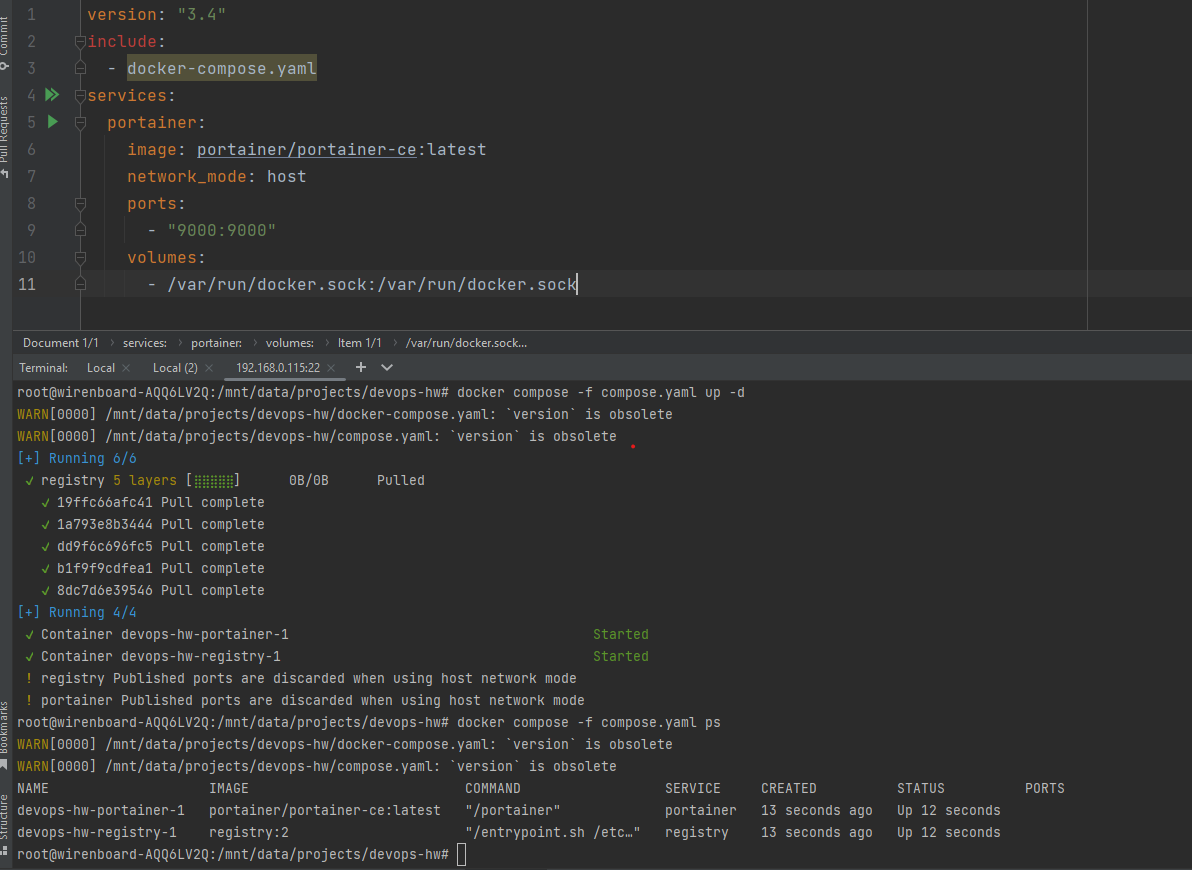 Commit
Pull Requests
Bookmarks
Structure
1 version: "3.4"
2 include:
3   - docker-compose.yaml
4 services:
5   portainer:
6     image: portainer/portainer-ce:latest
7     network_mode: host
8     ports:
9       - "9000:9000"
10     volumes:
11       - /var/run/docker.sock:/var/run/docker.sock
Document 1/1 › services: › portainer: › volumes: › Item 1/1 › /var/run/docker.sock...
Terminal: Local × Local (2) × 192.168.0.115:22 × +
root@wirenboard-AQQ6LV2Q:/mnt/data/projects/devops-hw# docker compose -f compose.yaml up -d
WARN[0000] /mnt/data/projects/devops-hw/docker-compose.yaml: `version` is obsolete
WARN[0000] /mnt/data/projects/devops-hw/compose.yaml: `version` is obsolete
[+] Running 6/6
✓ registry 5 layers [⣿⣿⣿⣿⣿] 0B/0B Pulled
✓ 19ffc66afc41 Pull complete
✓ 1a793e8b3444 Pull complete
✓ dd9f6c696fc5 Pull complete
✓ b1f9f9cdfea1 Pull complete
✓ 8dc7d6e39546 Pull complete
[+] Running 4/4
✓ Container devops-hw-portainer-1 Started
✓ Container devops-hw-registry-1 Started
! registry Published ports are discarded when using host network mode
! portainer Published ports are discarded when using host network mode
root@wirenboard-AQQ6LV2Q:/mnt/data/projects/devops-hw# docker compose -f compose.yaml ps
WARN[0000] /mnt/data/projects/devops-hw/docker-compose.yaml: `version` is obsolete
WARN[0000] /mnt/data/projects/devops-hw/compose.yaml: `version` is obsolete
NAME IMAGE COMMAND SERVICE CREATED STATUS PORTS
devops-hw-portainer-1 portainer/portainer-ce:latest "/portainer" portainer 13 seconds ago Up 12 seconds
devops-hw-registry-1 registry:2 "/entrypoint.sh /etc…" registry 13 seconds ago Up 12 seconds
root@wirenboard-AQQ6LV2Q:/mnt/data/projects/devops-hw#